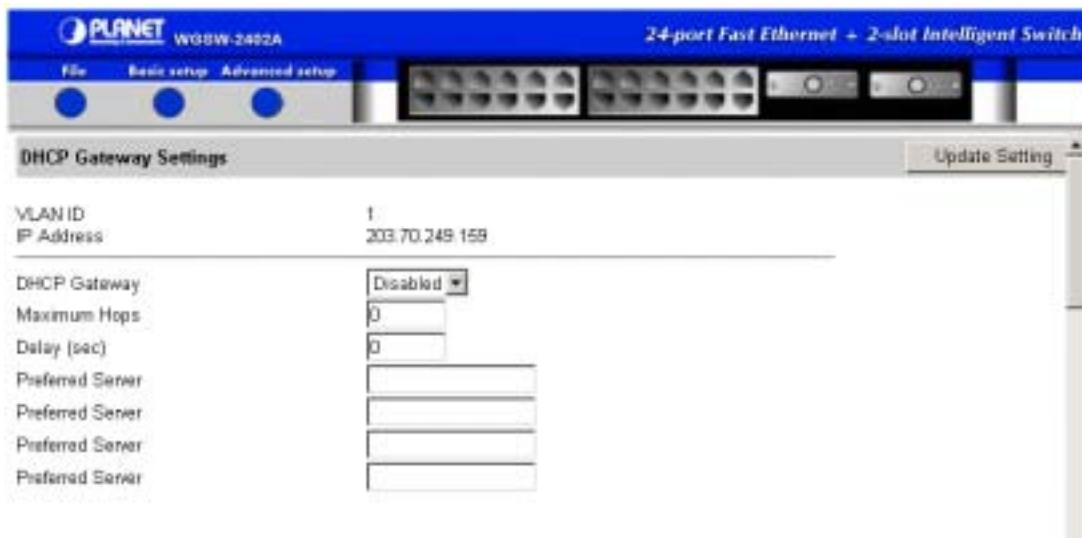 PLANET WGSW-2402A
24-port Fast Ethernet + 2-slot Intelligent Switch
File Basic setup Advanced setup
DHCP Gateway Settings
Update Setting
VLAN ID 1
IP Address 203.70.249.159
DHCP Gateway Disabled
Maximum Hops 0
Delay (sec) 0
Preferred Server
Preferred Server
Preferred Server
Preferred Server